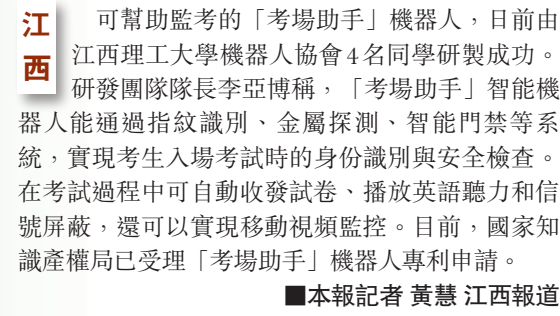 江西
可幫助監考的「考場助手」機器人，日前由
江西理工大學機器人協會4名同學研製成功。
研發團隊隊長李亞博稱，「考場助手」智能機
器人能通過指紋識別、金屬探測、智能門禁等系
統，實現考生入場考試時的身份識別與安全檢查。
在考試過程中可自動收發試卷、播放英語聽力和信
號屏蔽，還可以實現移動視頻監控。目前，國家知
識產權局已受理「考場助手」機器人專利申請。
■本報記者 黃慧 江西報道